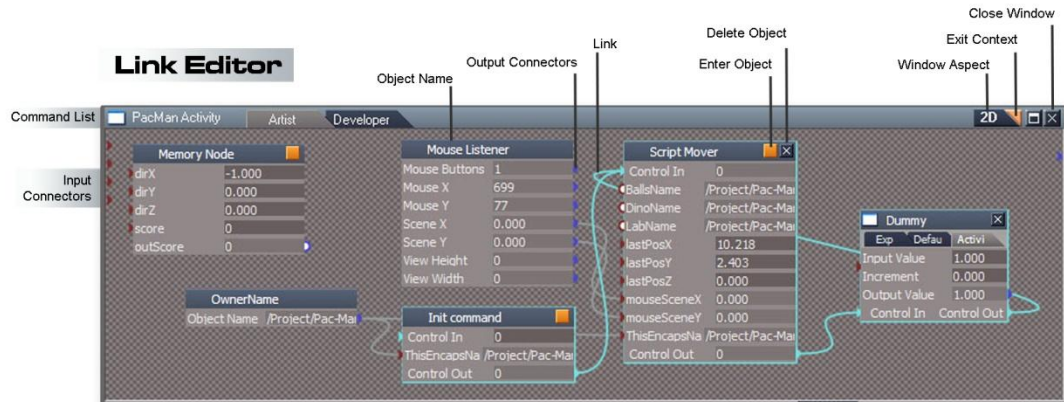 Close Window
Delete Object
Exit Context
Link
Link Editor
Output Connectors
Enter Object
Window Aspect
Object Name
Command List
PacMan Activity
Artist
Developer
2D
Input
Connectors
Memory Node
dirX -1.000
dirY 0.000
dirZ 0.000
score 0
outScore 0
Mouse Listener
Mouse Buttons 1
Mouse X 699
Mouse Y 77
Scene X 0.000
Scene Y 0.000
View Height 0
View Width 0
Script Mover
Control In 0
BallsName /Project/Pac-Mar
DinoName /Project/Pac-Mar
LabName /Project/Pac-Mar
lastPosX 10.218
lastPosY 2.403
lastPosZ 0.000
mouseSceneX 0.000
mouseSceneY 0.000
ThisEncapsNa /Project/Pac-Mar
Control Out 0
Dummy
Exp Defau Activi
Input Value 1.000
Increment 0.000
Output Value 1.000
Control In Control Out
OwnerName
Object Name /Project/Pac-Mar
Init command
Control In 0
ThisEncapsNa /Project/Pac-Mar
Control Out 0